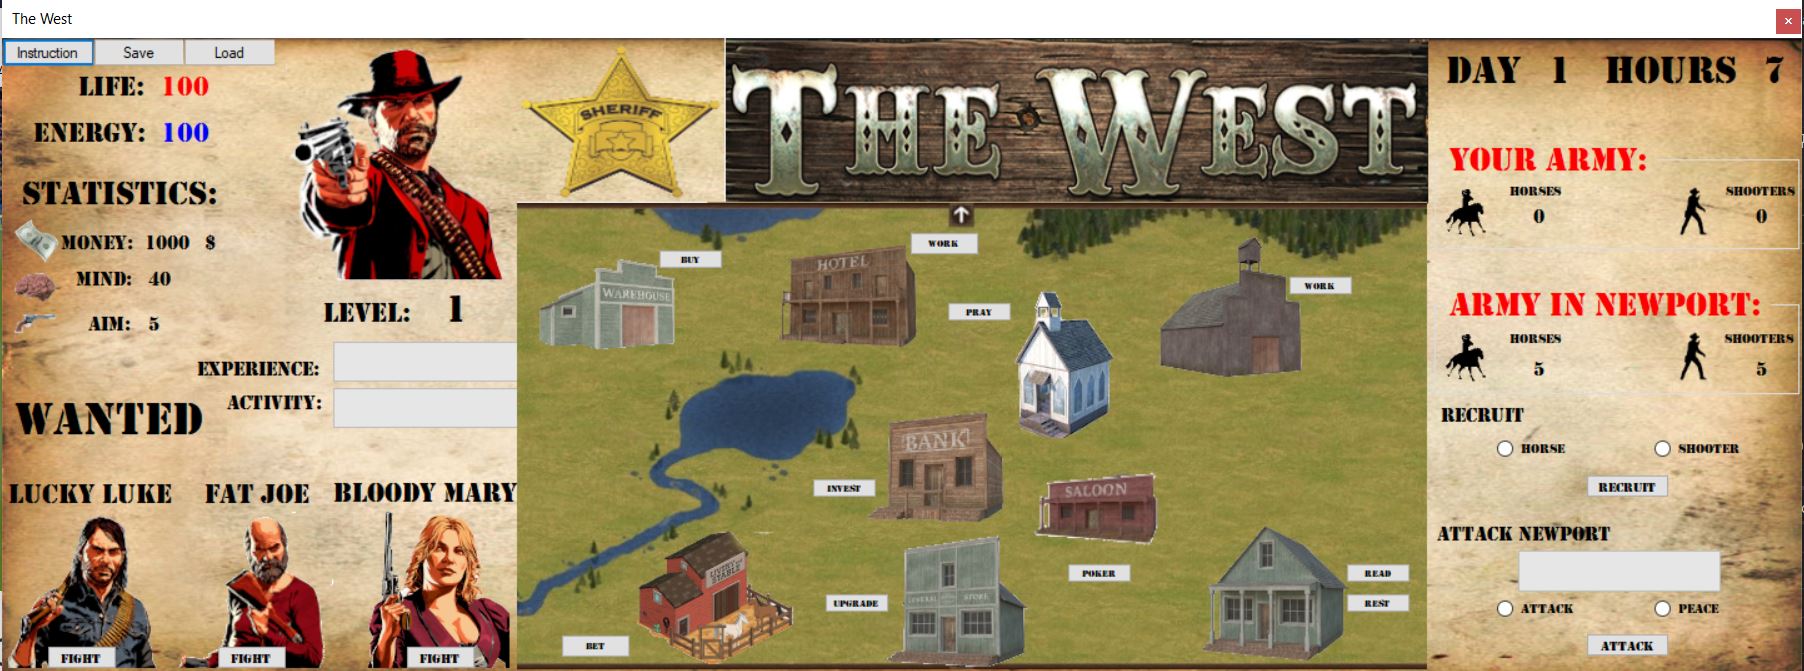 The West
Instruction
Save
Load
LIFE: 100
ENERGY: 100
STATISTICS:
MONEY: 1000 $
MIND: 40
AIM: 5
LEVEL: 1
EXPERIENCE:
ACTIVITY:
WANTED
LUCKY LUKE
FAT JOE
BLOODY MARY
FIGHT
FIGHT
FIGHT
SHERIFF
THE WEST
BUY
WAREHOUSE
HOTEL
WORK
PRAY
WORK
BANK
INVEST
SALOON
POKER
LIVERY STABLE
BET
GENERAL STORE
UPGRADE
READ
REST
DAY 1 HOURS 7
YOUR ARMY:
HORSES
0
SHOOTERS
0
ARMY IN NEWPORT:
HORSES
5
SHOOTERS
5
RECRUIT
HORSE
SHOOTER
RECRUIT
ATTACK NEWPORT
ATTACK
PEACE
ATTACK